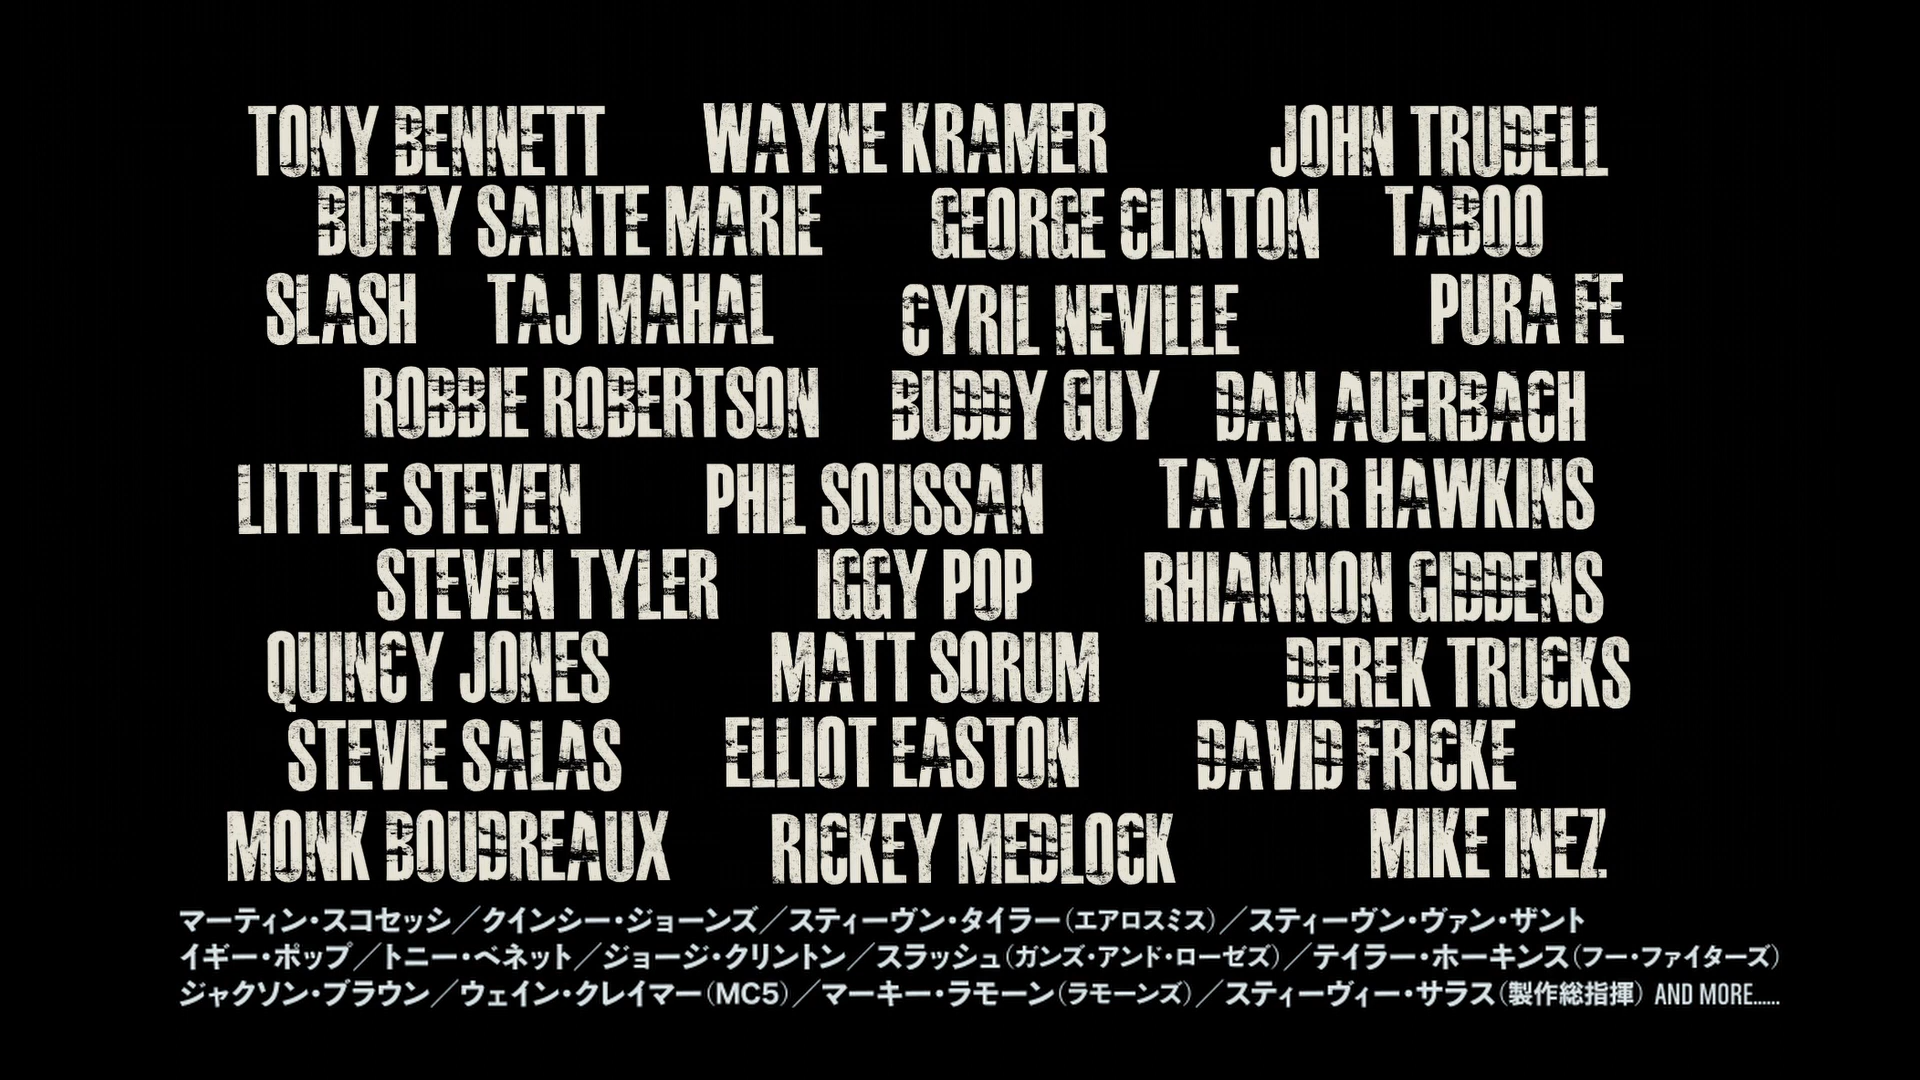 TONY BENNETT WAYNE KRAMER JOHN TRUDELL
BUFFY SAINTE MARIE GEORGE CLINTON TABOO
SLASH TAJ MAHAL CYRIL NEVILLE PURA FE
ROBBIE ROBERTSON BUDDY GUY DAN AUERBACH
LITTLE STEVEN PHIL SOUSSAN TAYLOR HAWKINS
STEVEN TYLER IGGY POP RHIANNON GIDDENS
QUINCY JONES MATT SORUM DEREK TRUCKS
STEVIE SALAS ELLIOT EASTON DAVID FRICKE
MONK BOUDREAUX RICKEY MEDLOCK MIKE INEZ
マーティン・スコセッシ／クインシー・ジョーンズ／スティーヴン・タイラー（エアロスミス）／スティーヴン・ヴァン・ザント
イギー・ポップ／トニー・ベネット／ジョージ・クリントン／スラッシュ（ガンズ・アンド・ローゼズ）／テイラー・ホーキンス（フー・ファイターズ）
ジャクソン・ブラウン／ウェイン・クレイマー（MC5）／マーキー・ラモーン（ラモーンズ）／スティーヴィー・サラス（製作総指揮） AND MORE......